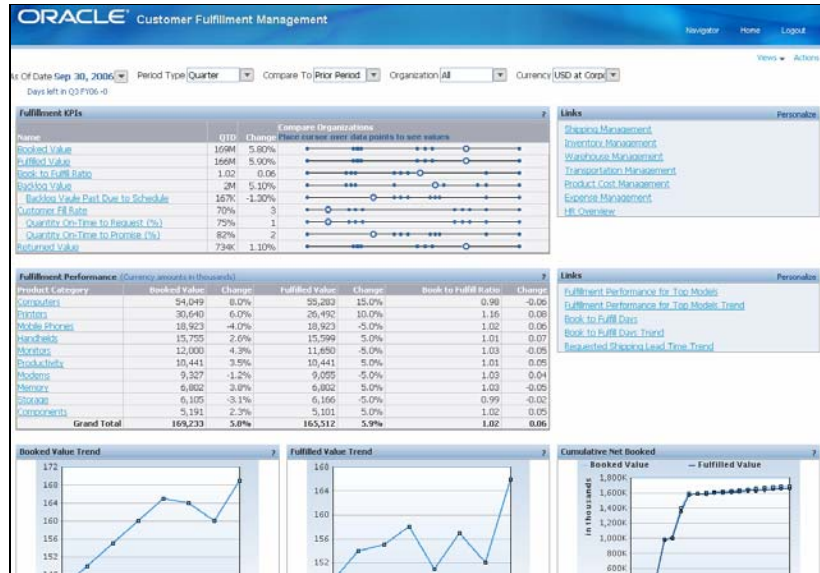 ORACLE Customer Fulfillment Management
Navigator Home Logout
Views Actions
As Of Date Sep 30, 2006 Period Type Quarter Compare To Prior Period Organization All Currency USD at Corp
Days left in Q3 FY06 -0
Fulfillment KPIs ?
Compare Organizations
Name QTD Change Place cursor over data points to see values
Booked Value 169M 5.80%
Fulfilled Value 166M 5.90%
Book to Fulfill Ratio 1.02 0.06
Backlog Value 2M 5.10%
Backlog Vaule Past Due to Schedule 167K -1.30%
Customer Fill Rate 70% 3
Quantity On-Time to Request (%) 75% 1
Quantity On-Time to Promise (%) 82% 2
Returned Value 734K 1.10%
Links Personalize
Shipping Management
Inventory Management
Warehouse Management
Transportation Management
Product Cost Management
Expense Management
HR Overview
Fulfillment Performance (Currency amounts in thousands) ?
Product Category Booked Value Change Fulfilled Value Change Book to Fulfill Ratio Change
Computers 54,049 8.0% 55,283 15.0% 0.98 -0.06
Printers 30,640 6.0% 26,492 10.0% 1.16 0.08
Mobile Phones 18,923 -4.0% 18,923 -5.0% 1.02 0.06
Handhelds 15,755 2.6% 15,599 5.0% 1.01 0.07
Monitors 12,000 4.3% 11,650 -5.0% 1.03 -0.05
Productivity 10,441 3.5% 10,441 5.0% 1.01 0.05
Modems 9,327 -1.2% 9,055 -5.0% 1.03 0.04
Memory 6,802 3.8% 6,802 5.0% 1.03 -0.05
Storage 6,105 -3.1% 6,166 -5.0% 0.99 -0.02
Components 5,191 2.3% 5,101 5.0% 1.02 0.05
Grand Total 169,233 5.8% 165,512 5.9% 1.02 0.06
Links Personalize
Fulfillment Performance for Top Models
Fulfillment Performance for Top Models Trend
Book to Fulfill Days
Book to Fulfill Days Trend
Requested Shipping Lead Time Trend
Booked Value Trend ?
172
168
164
160
156
152
Fulfilled Value Trend ?
168
164
160
156
152
Cumulative Net Booked ?
Booked Value Fulfilled Value
in thousands
1,800K
1,600K
1,400K
1,200K
1,000K
800K
600K